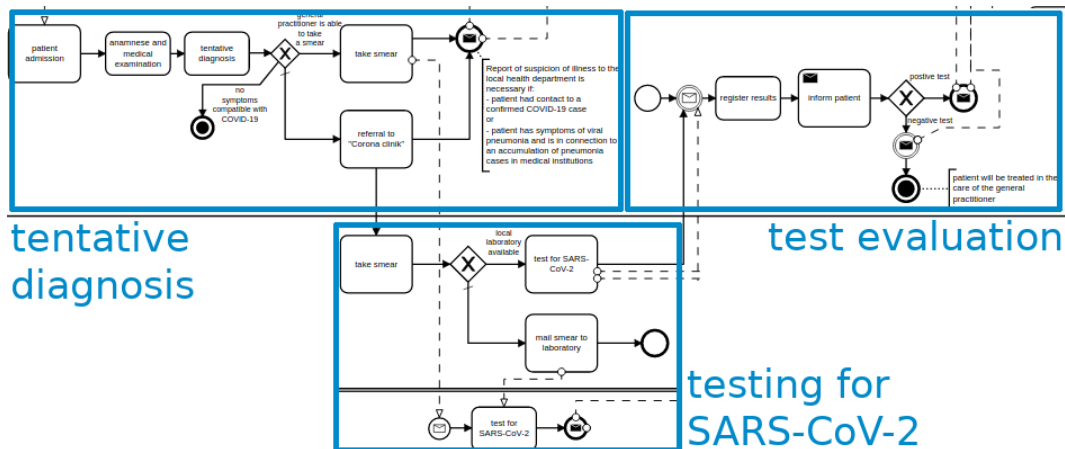 patient
admission
anamnese and
medical
examination
tentative
diagnosis
general
practitioner is able
to take
a smear
take smear
no
symptoms
compatible with
COVID-19
referral to
"Corona clinik"
Report of suspicion of illness to the
local health department is
necessary if:
- patient had contact to a
confirmed COVID-19 case
or
- patient has symptoms of viral
pneumonia and is in connection to
an accumulation of pneumonia
cases in medical institutions
register results
inform patient
postive test
negative test
patient will be treated in the
care of the general
practitioner
tentative
diagnosis
test evaluation
take smear
local
laboratory
available
test for SARS-
CoV-2
mail smear to
laboratory
test for
SARS-CoV-2
testing for
SARS-CoV-2